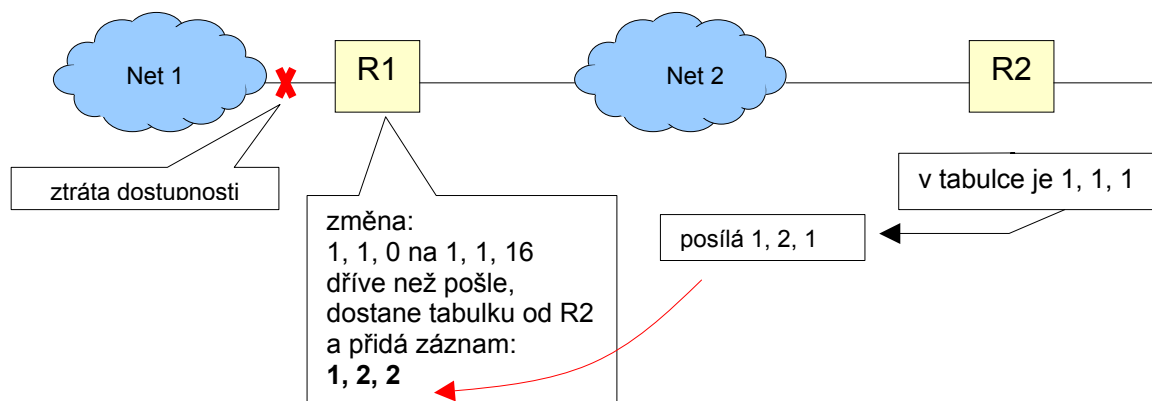 Net 1
R1
Net 2
R2
ztráta dostupnosti
v tabulce je 1, 1, 1
posílá 1, 2, 1
změna:
1, 1, 0 na 1, 1, 16
dříve než pošle,
dostane tabulku od R2
a přidá záznam:
1, 2, 2